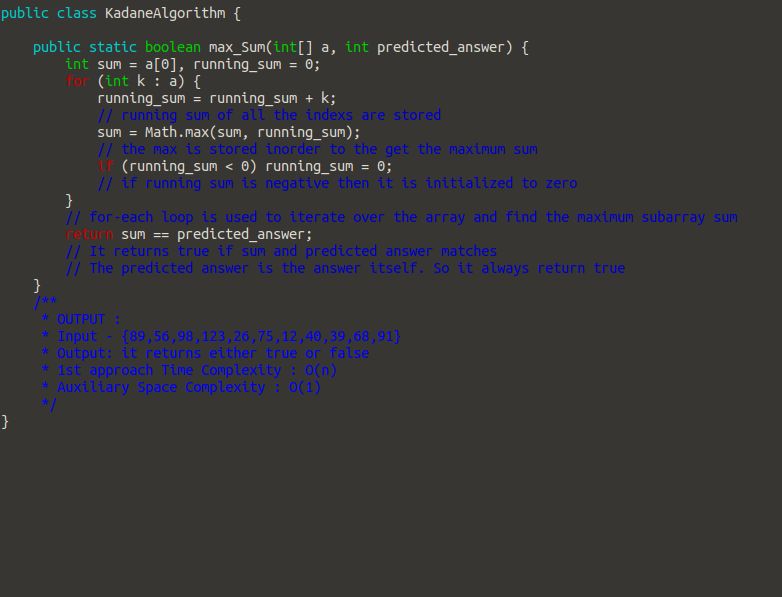 public class KadaneAlgorithm {
    public static boolean max_Sum(int[] a, int predicted_answer) {
        int sum = a[0], running_sum = 0;
        for (int k : a) {
            running_sum = running_sum + k;
            // running sum of all the indexs are stored
            sum = Math.max(sum, running_sum);
            // the max is stored inorder to the get the maximum sum
            if (running_sum < 0) running_sum = 0;
            // if running sum is negative then it is initialized to zero
        }
        // for-each loop is used to iterate over the array and find the maximum subarray sum
        return sum == predicted_answer;
        // It returns true if sum and predicted answer matches
        // The predicted answer is the answer itself. So it always return true
    }
    /**
     * OUTPUT :
     * Input - {89,56,98,123,26,75,12,40,39,68,91}
     * Output: it returns either true or false
     * 1st approach Time Complexity : O(n)
     * Auxiliary Space Complexity : O(1)
     */
}